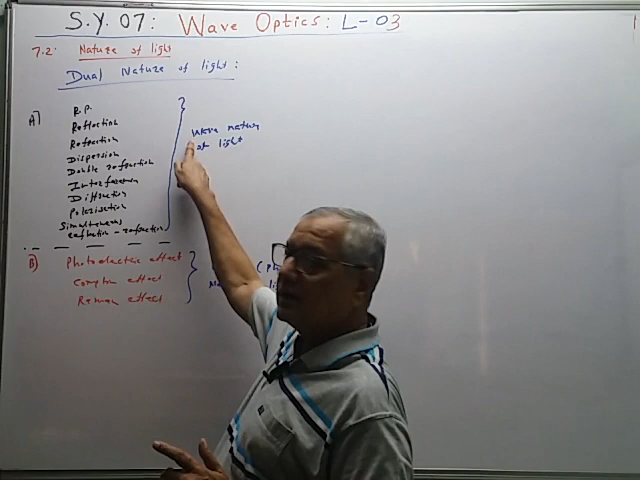 S.Y. 07: Wave Optics: L-03
7.2: Nature of light
Dual Nature of light:
A] R.P.
Reflection
Refraction
Dispersion
Double refraction
Interference
Diffraction
Polarisation
Simultaneous
reflection - refraction
wave nature
of light
B] Photoelectric effect
Compton effect
Raman effect